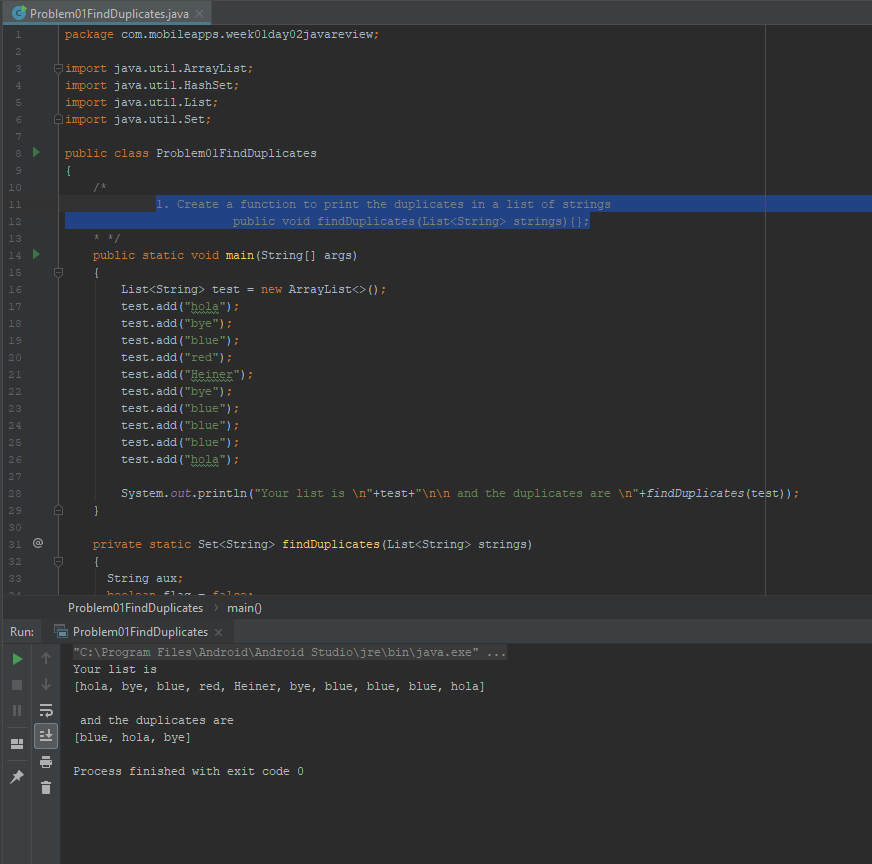 Problem01FindDuplicates.java
1 package com.mobileapps.week01day02javareview;
2
3 import java.util.ArrayList;
4 import java.util.HashSet;
5 import java.util.List;
6 import java.util.Set;
7
8 public class Problem01FindDuplicates
9 {
10 /*
11 1. Create a function to print the duplicates in a list of strings
12 public void findDuplicates(List<String> strings){};
13 * */
14 public static void main(String[] args)
15 {
16 List<String> test = new ArrayList<>();
17 test.add("hola");
18 test.add("bye");
19 test.add("blue");
20 test.add("red");
21 test.add("Heiner");
22 test.add("bye");
23 test.add("blue");
24 test.add("blue");
25 test.add("blue");
26 test.add("hola");
27
28 System.out.println("Your list is \n"+test+"\n\n and the duplicates are \n"+findDuplicates(test));
29 }
30
31 @ private static Set<String> findDuplicates(List<String> strings)
32 {
33 String aux;
34 boolean flag = false;
Problem01FindDuplicates › main()
Run: Problem01FindDuplicates
"C:\Program Files\Android\Android Studio\jre\bin\java.exe" ...
Your list is
[hola, bye, blue, red, Heiner, bye, blue, blue, blue, hola]
and the duplicates are
[blue, hola, bye]
Process finished with exit code 0